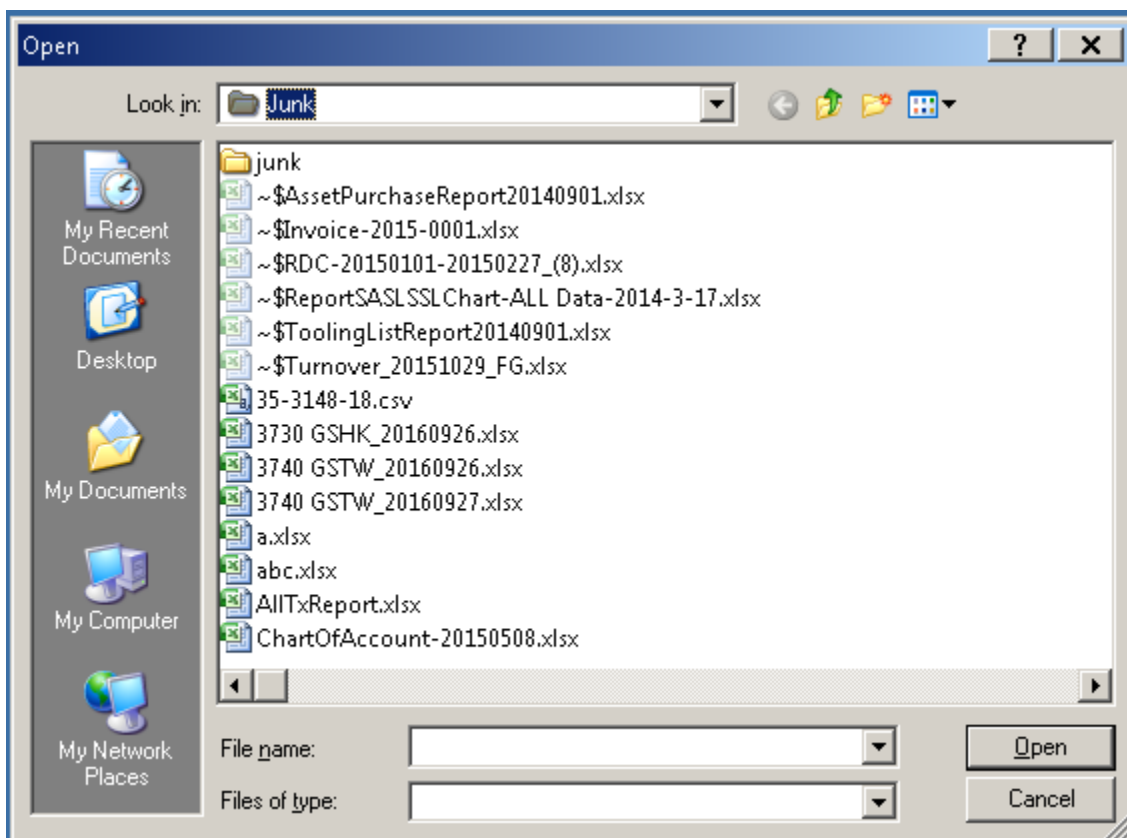 Open
Look in:
Junk
My Recent
Documents
Desktop
My Documents
My Computer
My Network
Places
junk
~$AssetPurchaseReport20140901.xlsx
~$Invoice-2015-0001.xlsx
~$RDC-20150101-20150227_(8).xlsx
~$ReportSASLSSLChart-ALL Data-2014-3-17.xlsx
~$ToolingListReport20140901.xlsx
~$Turnover_20151029_FG.xlsx
35-3148-18.csv
3730 GSHK_20160926.xlsx
3740 GSTW_20160926.xlsx
3740 GSTW_20160927.xlsx
a.xlsx
abc.xlsx
AllTxReport.xlsx
ChartOfAccount-20150508.xlsx
File name:
Open
Files of type:
Cancel